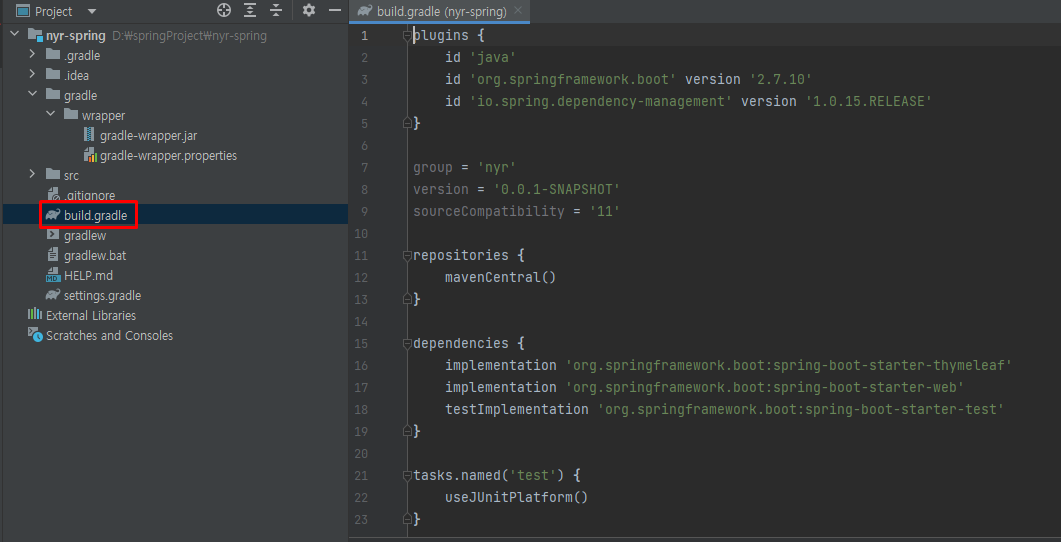 Project
nyr-spring D:₩springProject₩nyr-spring
.gradle
.idea
gradle
wrapper
gradle-wrapper.jar
gradle-wrapper.properties
src
.gitignore
build.gradle
gradlew
gradlew.bat
MD HELP.md
settings.gradle
External Libraries
Scratches and Consoles
build.gradle (nyr-spring)
1 plugins {
2 id 'java'
3 id 'org.springframework.boot' version '2.7.10'
4 id 'io.spring.dependency-management' version '1.0.15.RELEASE'
5 }
6
7 group = 'nyr'
8 version = '0.0.1-SNAPSHOT'
9 sourceCompatibility = '11'
10
11 repositories {
12 mavenCentral()
13 }
14
15 dependencies {
16 implementation 'org.springframework.boot:spring-boot-starter-thymeleaf'
17 implementation 'org.springframework.boot:spring-boot-starter-web'
18 testImplementation 'org.springframework.boot:spring-boot-starter-test'
19 }
20
21 tasks.named('test') {
22 useJUnitPlatform()
23 }